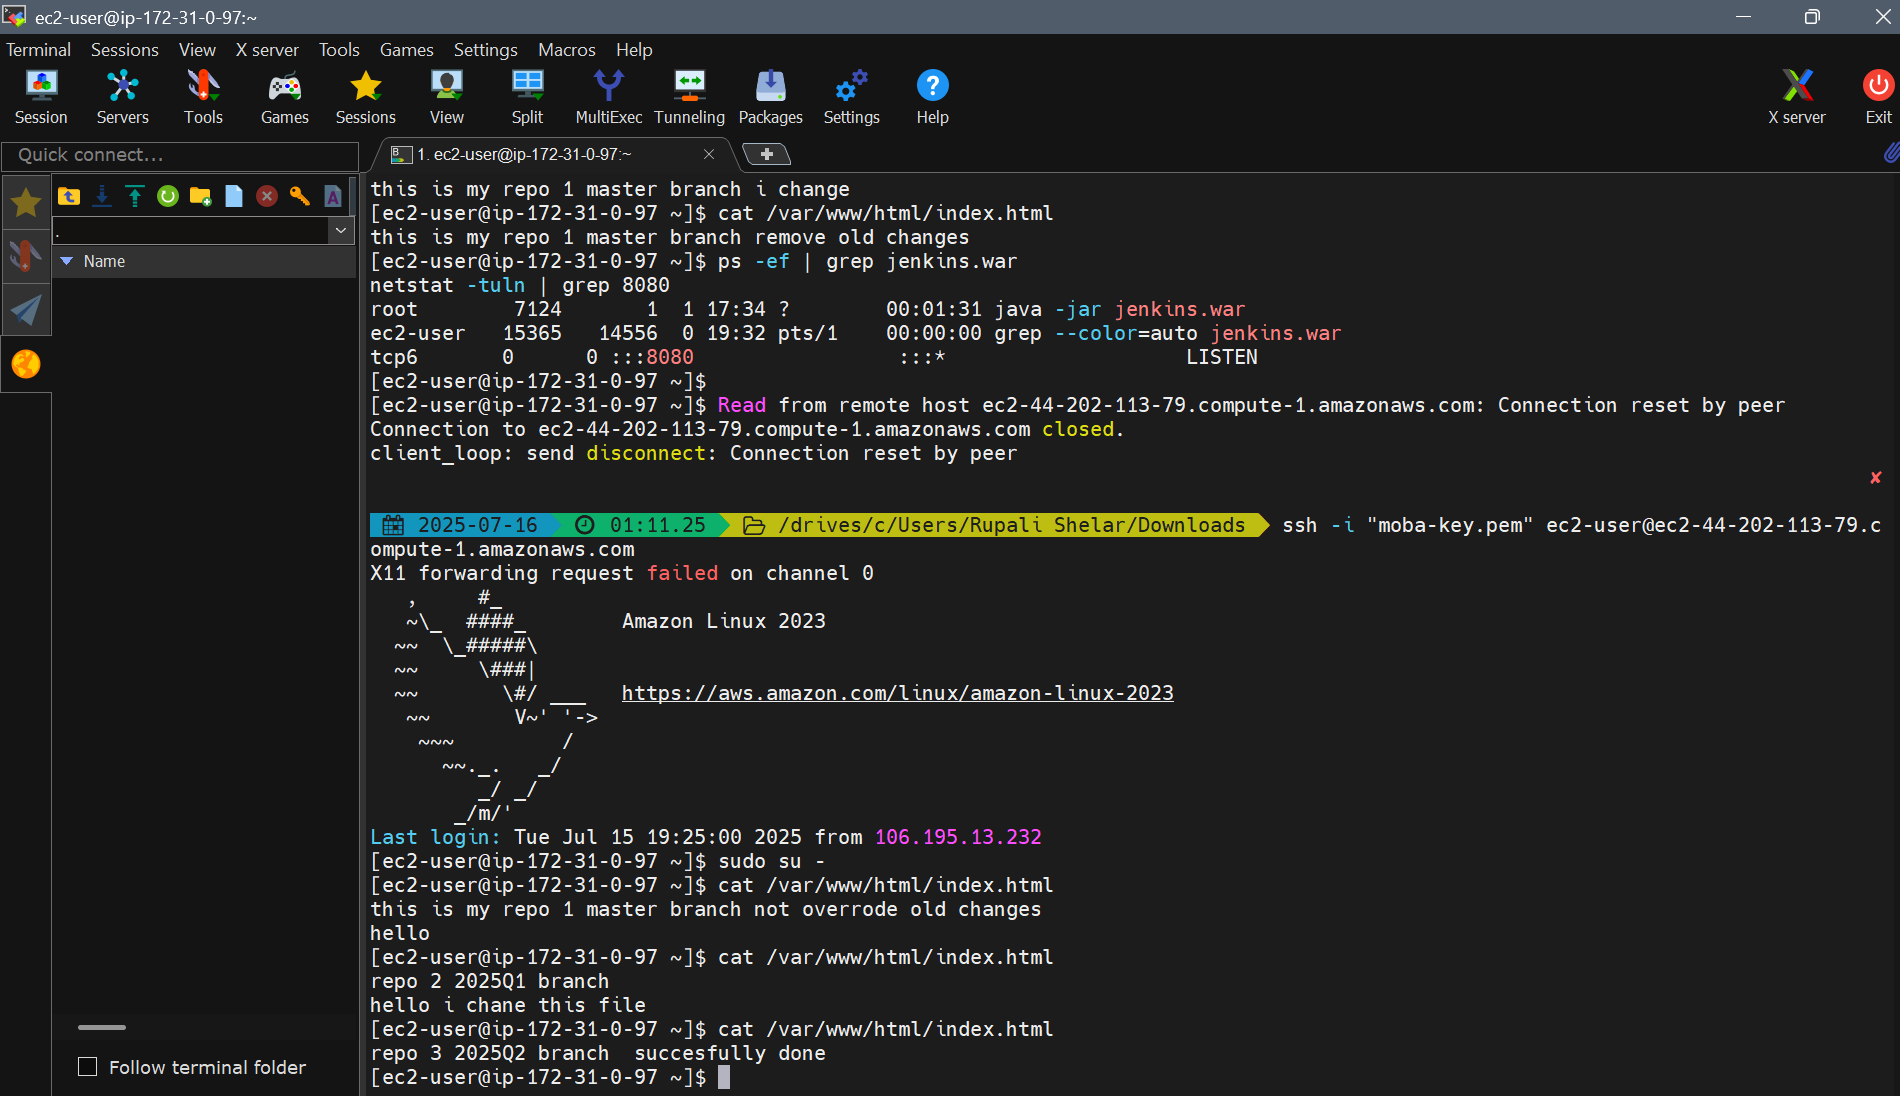 ec2-user@ip-172-31-0-97:~
Terminal Sessions View X server Tools Games Settings Macros Help
Session Servers Tools Games Sessions View Split MultiExec Tunneling Packages Settings Help X server Exit
Quick connect...
1. ec2-user@ip-172-31-0-97:~
.
Name
this is my repo 1 master branch i change
[ec2-user@ip-172-31-0-97 ~]$ cat /var/www/html/index.html
this is my repo 1 master branch remove old changes
[ec2-user@ip-172-31-0-97 ~]$ ps -ef | grep jenkins.war
netstat -tuln | grep 8080
root        7124       1  1 17:34 ?        00:01:31 java -jar jenkins.war
ec2-user   15365   14556  0 19:32 pts/1    00:00:00 grep --color=auto jenkins.war
tcp6       0      0 :::8080                 :::*                    LISTEN
[ec2-user@ip-172-31-0-97 ~]$
[ec2-user@ip-172-31-0-97 ~]$ Read from remote host ec2-44-202-113-79.compute-1.amazonaws.com: Connection reset by peer
Connection to ec2-44-202-113-79.compute-1.amazonaws.com closed.
client_loop: send disconnect: Connection reset by peer
2025-07-16 01:11.25 /drives/c/Users/Rupali Shelar/Downloads ssh -i "moba-key.pem" ec2-user@ec2-44-202-113-79.c
ompute-1.amazonaws.com
X11 forwarding request failed on channel 0
   ,     #_
   ~\_  ####_        Amazon Linux 2023
  ~~  \_#####\
  ~~     \###|
  ~~       \#/ ___   https://aws.amazon.com/linux/amazon-linux-2023
   ~~       V~' '->
    ~~~         /
      ~~._.   _/
         _/ _/
       _/m/'
Last login: Tue Jul 15 19:25:00 2025 from 106.195.13.232
[ec2-user@ip-172-31-0-97 ~]$ sudo su -
[ec2-user@ip-172-31-0-97 ~]$ cat /var/www/html/index.html
this is my repo 1 master branch not overrode old changes
hello
[ec2-user@ip-172-31-0-97 ~]$ cat /var/www/html/index.html
repo 2 2025Q1 branch
hello i chane this file
[ec2-user@ip-172-31-0-97 ~]$ cat /var/www/html/index.html
repo 3 2025Q2 branch  succesfully done
[ec2-user@ip-172-31-0-97 ~]$
Follow terminal folder